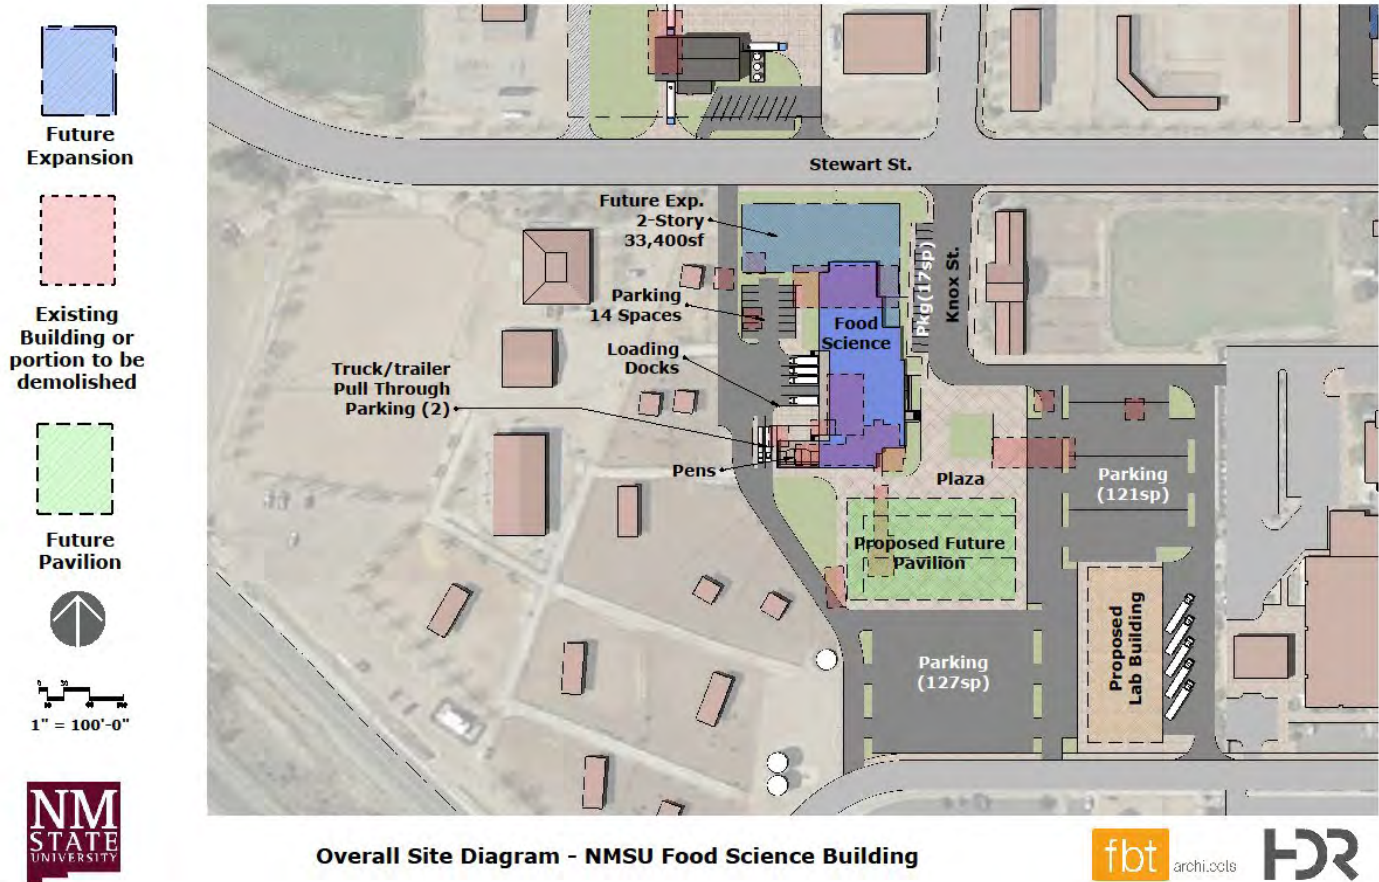 Future
Expansion
Existing
Building or
portion to be
demolished
Future
Pavilion
1" = 100'-0"
NM
STATE
UNIVERSITY
Stewart St.
Future Exp.
2-Story
33,400sf
Parking
14 Spaces
Loading
Docks
Truck/trailer
Pull Through
Parking (2)
Pens
Food
Science
Pkg(17sp)
Knox St.
Plaza
Parking
(121sp)
Proposed Future
Pavilion
Parking
(127sp)
Proposed
Lab Building
Overall Site Diagram - NMSU Food Science Building
fbt
HDR